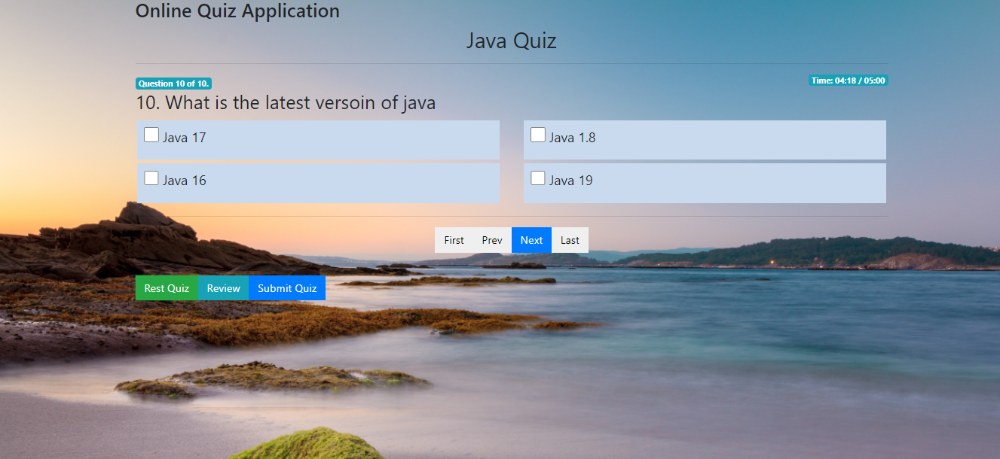 Online Quiz Application
Java Quiz
Question 10 of 10.
Time: 04:18 / 05:00
10. What is the latest versoin of java
Java 17
Java 1.8
Java 16
Java 19
First Prev Next Last
Rest Quiz Review Submit Quiz